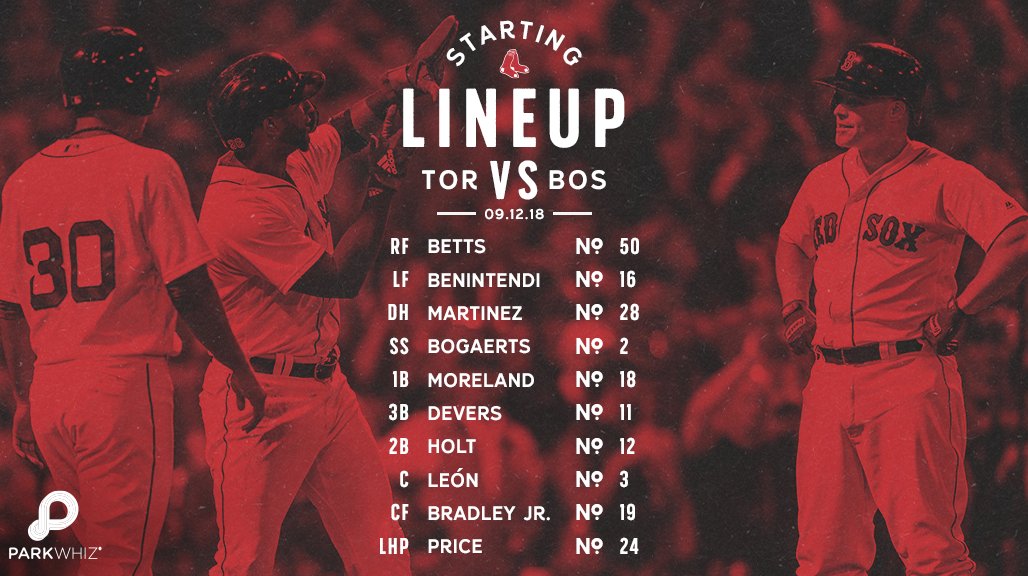 STARTING
LINEUP
TOR VS BOS
09.12.18
RF BETTS Nº 50
LF BENINTENDI Nº 16
DH MARTINEZ Nº 28
SS BOGAERTS Nº 2
1B MORELAND Nº 18
3B DEVERS Nº 11
2B HOLT Nº 12
C LEÓN Nº 3
CF BRADLEY JR. Nº 19
LHP PRICE Nº 24
30
B
RED SOX
PARKWHIZ